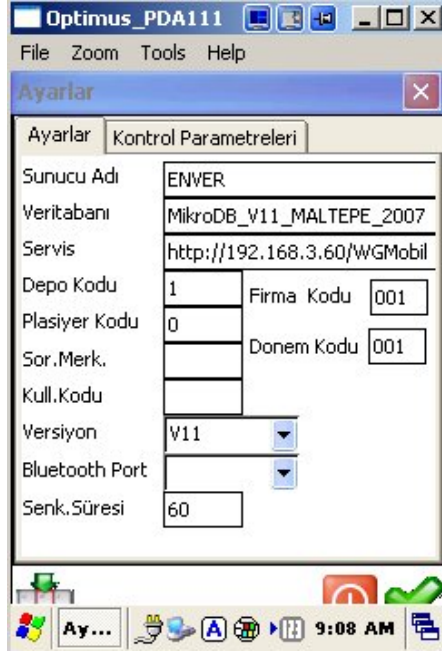 Optimus_PDA111
File Zoom Tools Help
Ayarlar
Ayarlar Kontrol Parametreleri
Sunucu Adı ENVER
Veritabanı MikroDB_V11_MALTEPE_2007
Servis http://192.168.3.60/WGMobil
Depo Kodu 1 Firma Kodu 001
Plasiyer Kodu 0
Sor.Merk. Donem Kodu 001
Kull.Kodu
Versiyon V11
Bluetooth Port
Senk.Süresi 60
Ay... A 9:08 AM